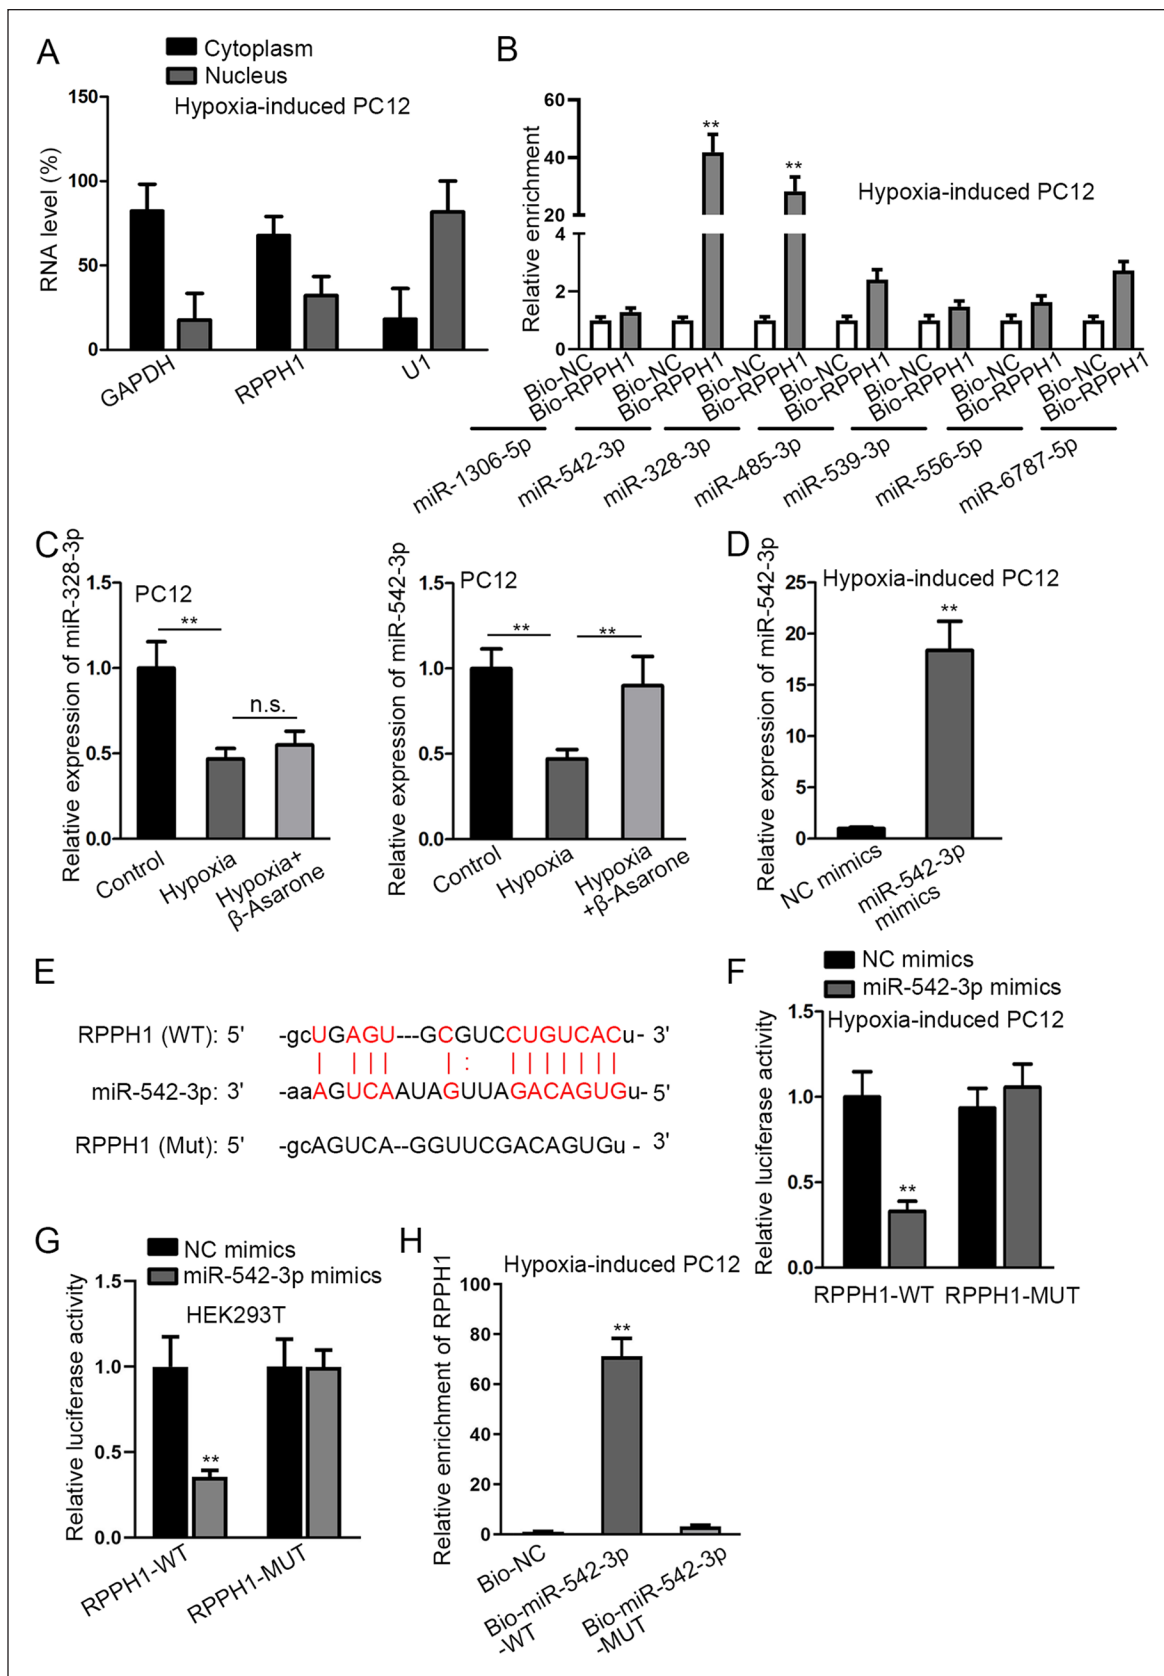 A
Cytoplasm
Nucleus
Hypoxia-induced PC12
RNA level (%)
150
100
50
0
GAPDH
RPPH1
U1
B
Relative enrichment
60
40
20
4
2
0
Hypoxia-induced PC12
**
**
Bio-NC
Bio-RPPH1
Bio-NC
Bio-RPPH1
Bio-NC
Bio-RPPH1
Bio-NC
Bio-RPPH1
Bio-NC
Bio-RPPH1
Bio-NC
Bio-RPPH1
Bio-NC
Bio-RPPH1
miR-1306-5p
miR-542-3p
miR-328-3p
miR-485-3p
miR-539-3p
miR-556-5p
miR-6787-5p
C
Relative expression of miR-328-3p
1.5
1.0
0.5
0.0
PC12
**
n.s.
Control
Hypoxia
Hypoxia+
β-Asarone
Relative expression of miR-542-3p
1.5
1.0
0.5
0.0
PC12
**
**
Control
Hypoxia
Hypoxia
+β-Asarone
D
Relative expression of miR-542-3p
25
20
15
10
5
0
Hypoxia-induced PC12
**
NC mimics
miR-542-3p
mimics
E
RPPH1 (WT): 5' -gcUGAGU---GCGUCCUGUCACu- 3'
| | | | | : | | | | | | |
miR-542-3p: 3' -aaAGUCAAUAGUUAGACAGUGu- 5'
RPPH1 (Mut): 5' -gcAGUCA--GGUUCGACAGUGu - 3'
F
NC mimics
miR-542-3p mimics
Hypoxia-induced PC12
Relative luciferase activity
1.5
1.0
0.5
0.0
**
RPPH1-WT
RPPH1-MUT
G
NC mimics
miR-542-3p mimics
HEK293T
Relative luciferase activity
1.5
1.0
0.5
0.0
**
RPPH1-WT
RPPH1-MUT
H
Hypoxia-induced PC12
Relative enrichment of RPPH1
100
80
60
40
20
0
**
Bio-NC
Bio-miR-542-3p
-WT
Bio-miR-542-3p
-MUT